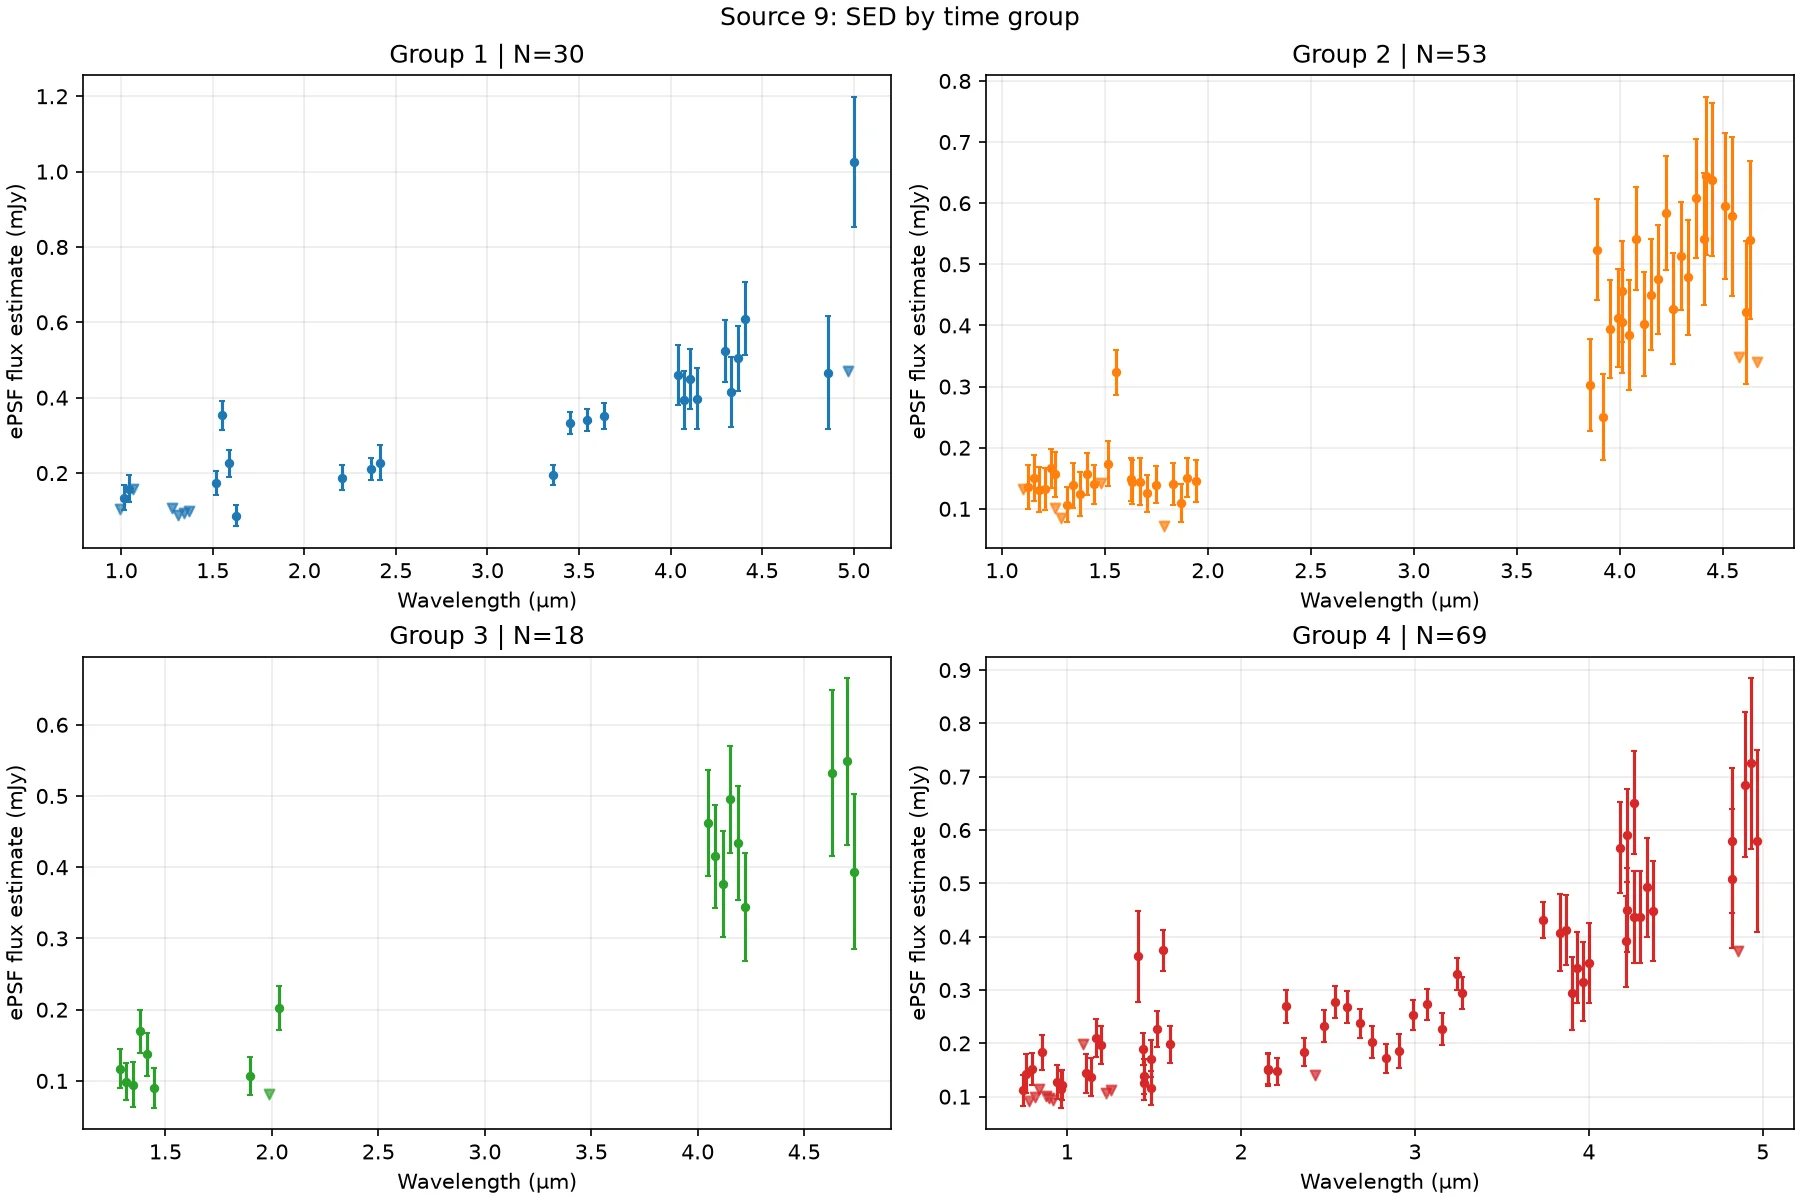 Source 9: SED by time group
Group 1 | N=30
ePSF flux estimate (mJy)
1.2
1.0
0.8
0.6
0.4
0.2
1.0 1.5 2.0 2.5 3.0 3.5 4.0 4.5 5.0
Wavelength (μm)
Group 2 | N=53
ePSF flux estimate (mJy)
0.8
0.7
0.6
0.5
0.4
0.3
0.2
0.1
1.0 1.5 2.0 2.5 3.0 3.5 4.0 4.5
Wavelength (μm)
Group 3 | N=18
ePSF flux estimate (mJy)
0.6
0.5
0.4
0.3
0.2
0.1
1.5 2.0 2.5 3.0 3.5 4.0 4.5
Wavelength (μm)
Group 4 | N=69
ePSF flux estimate (mJy)
0.9
0.8
0.7
0.6
0.5
0.4
0.3
0.2
0.1
1 2 3 4 5
Wavelength (μm)